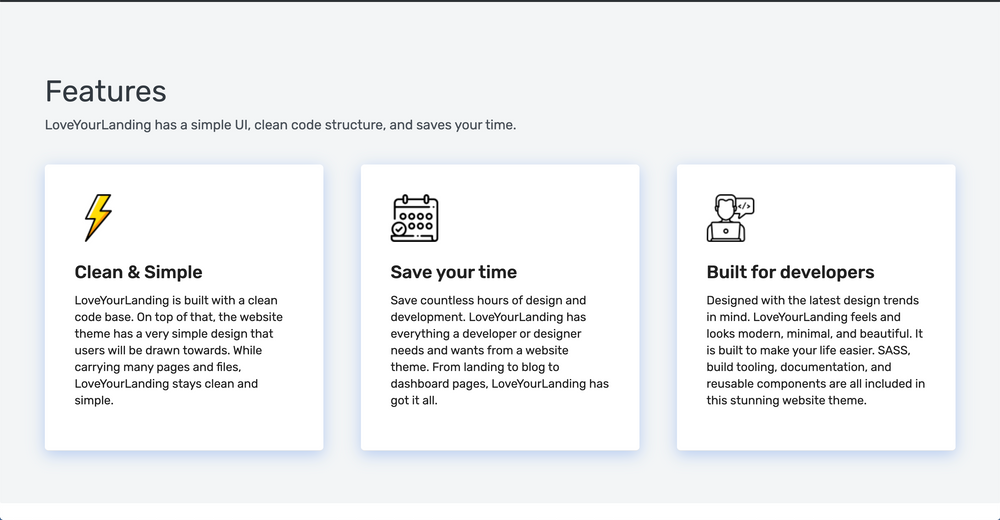 Features
LoveYourLanding has a simple UI, clean code structure, and saves your time.
Clean & Simple
LoveYourLanding is built with a clean
code base. On top of that, the website
theme has a very simple design that
users will be drawn towards. While
carrying many pages and files,
LoveYourLanding stays clean and
simple.
Save your time
Save countless hours of design and
development. LoveYourLanding has
everything a developer or designer
needs and wants from a website
theme. From landing to blog to
dashboard pages, LoveYourLanding has
got it all.
</>
Built for developers
Designed with the latest design trends
in mind. LoveYourLanding feels and
looks modern, minimal, and beautiful. It
is built to make your life easier. SASS,
build tooling, documentation, and
reusable components are all included in
this stunning website theme.